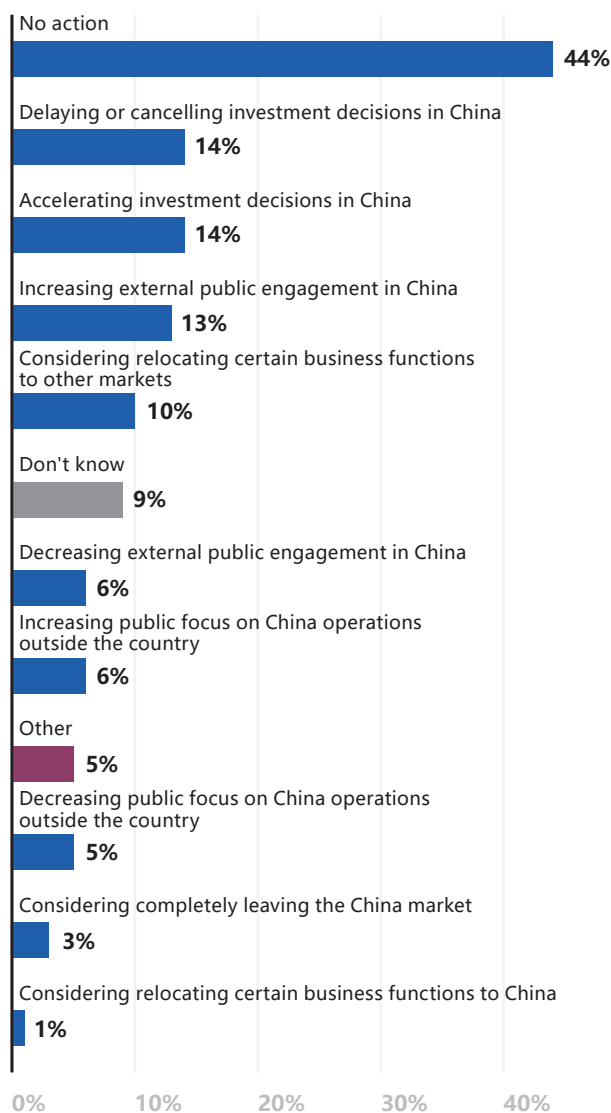 No action
44%
Delaying or cancelling investment decisions in China
14%
Accelerating investment decisions in China
14%
Increasing external public engagement in China
13%
Considering relocating certain business functions
to other markets
10%
Don't know
9%
Decreasing external public engagement in China
6%
Increasing public focus on China operations
outside the country
6%
Other
5%
Decreasing public focus on China operations
outside the country
5%
Considering completely leaving the China market
3%
Considering relocating certain business functions to China
1%
0% 10% 20% 30% 40%